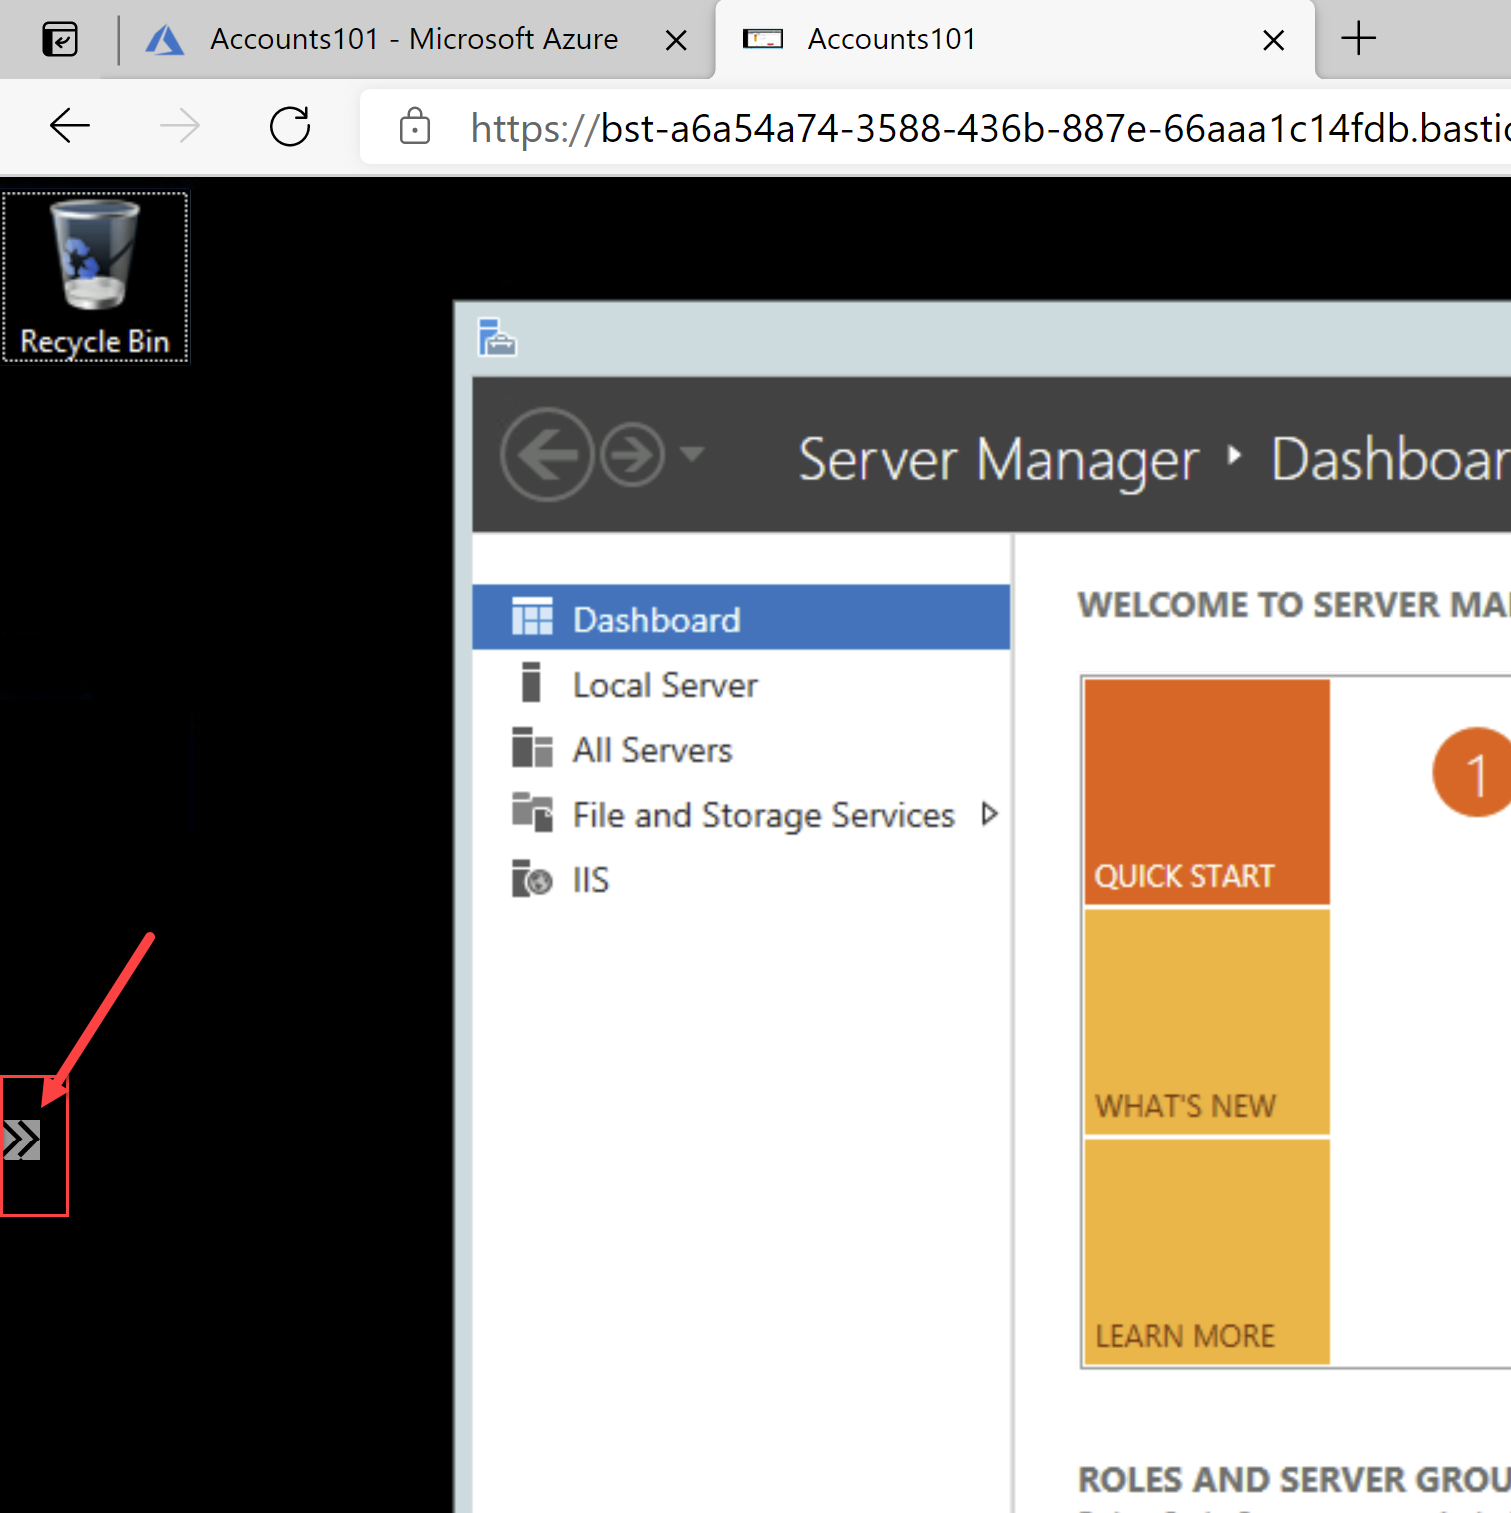 Accounts101 - Microsoft Azure
Accounts101
https://bst-a6a54a74-3588-436b-887e-66aaa1c14fdb.bastic
Recycle Bin
Server Manager ‣ Dashboar
Dashboard
Local Server
All Servers
File and Storage Services
IIS
WELCOME TO SERVER MA
1
QUICK START
WHAT'S NEW
LEARN MORE
ROLES AND SERVER GROU